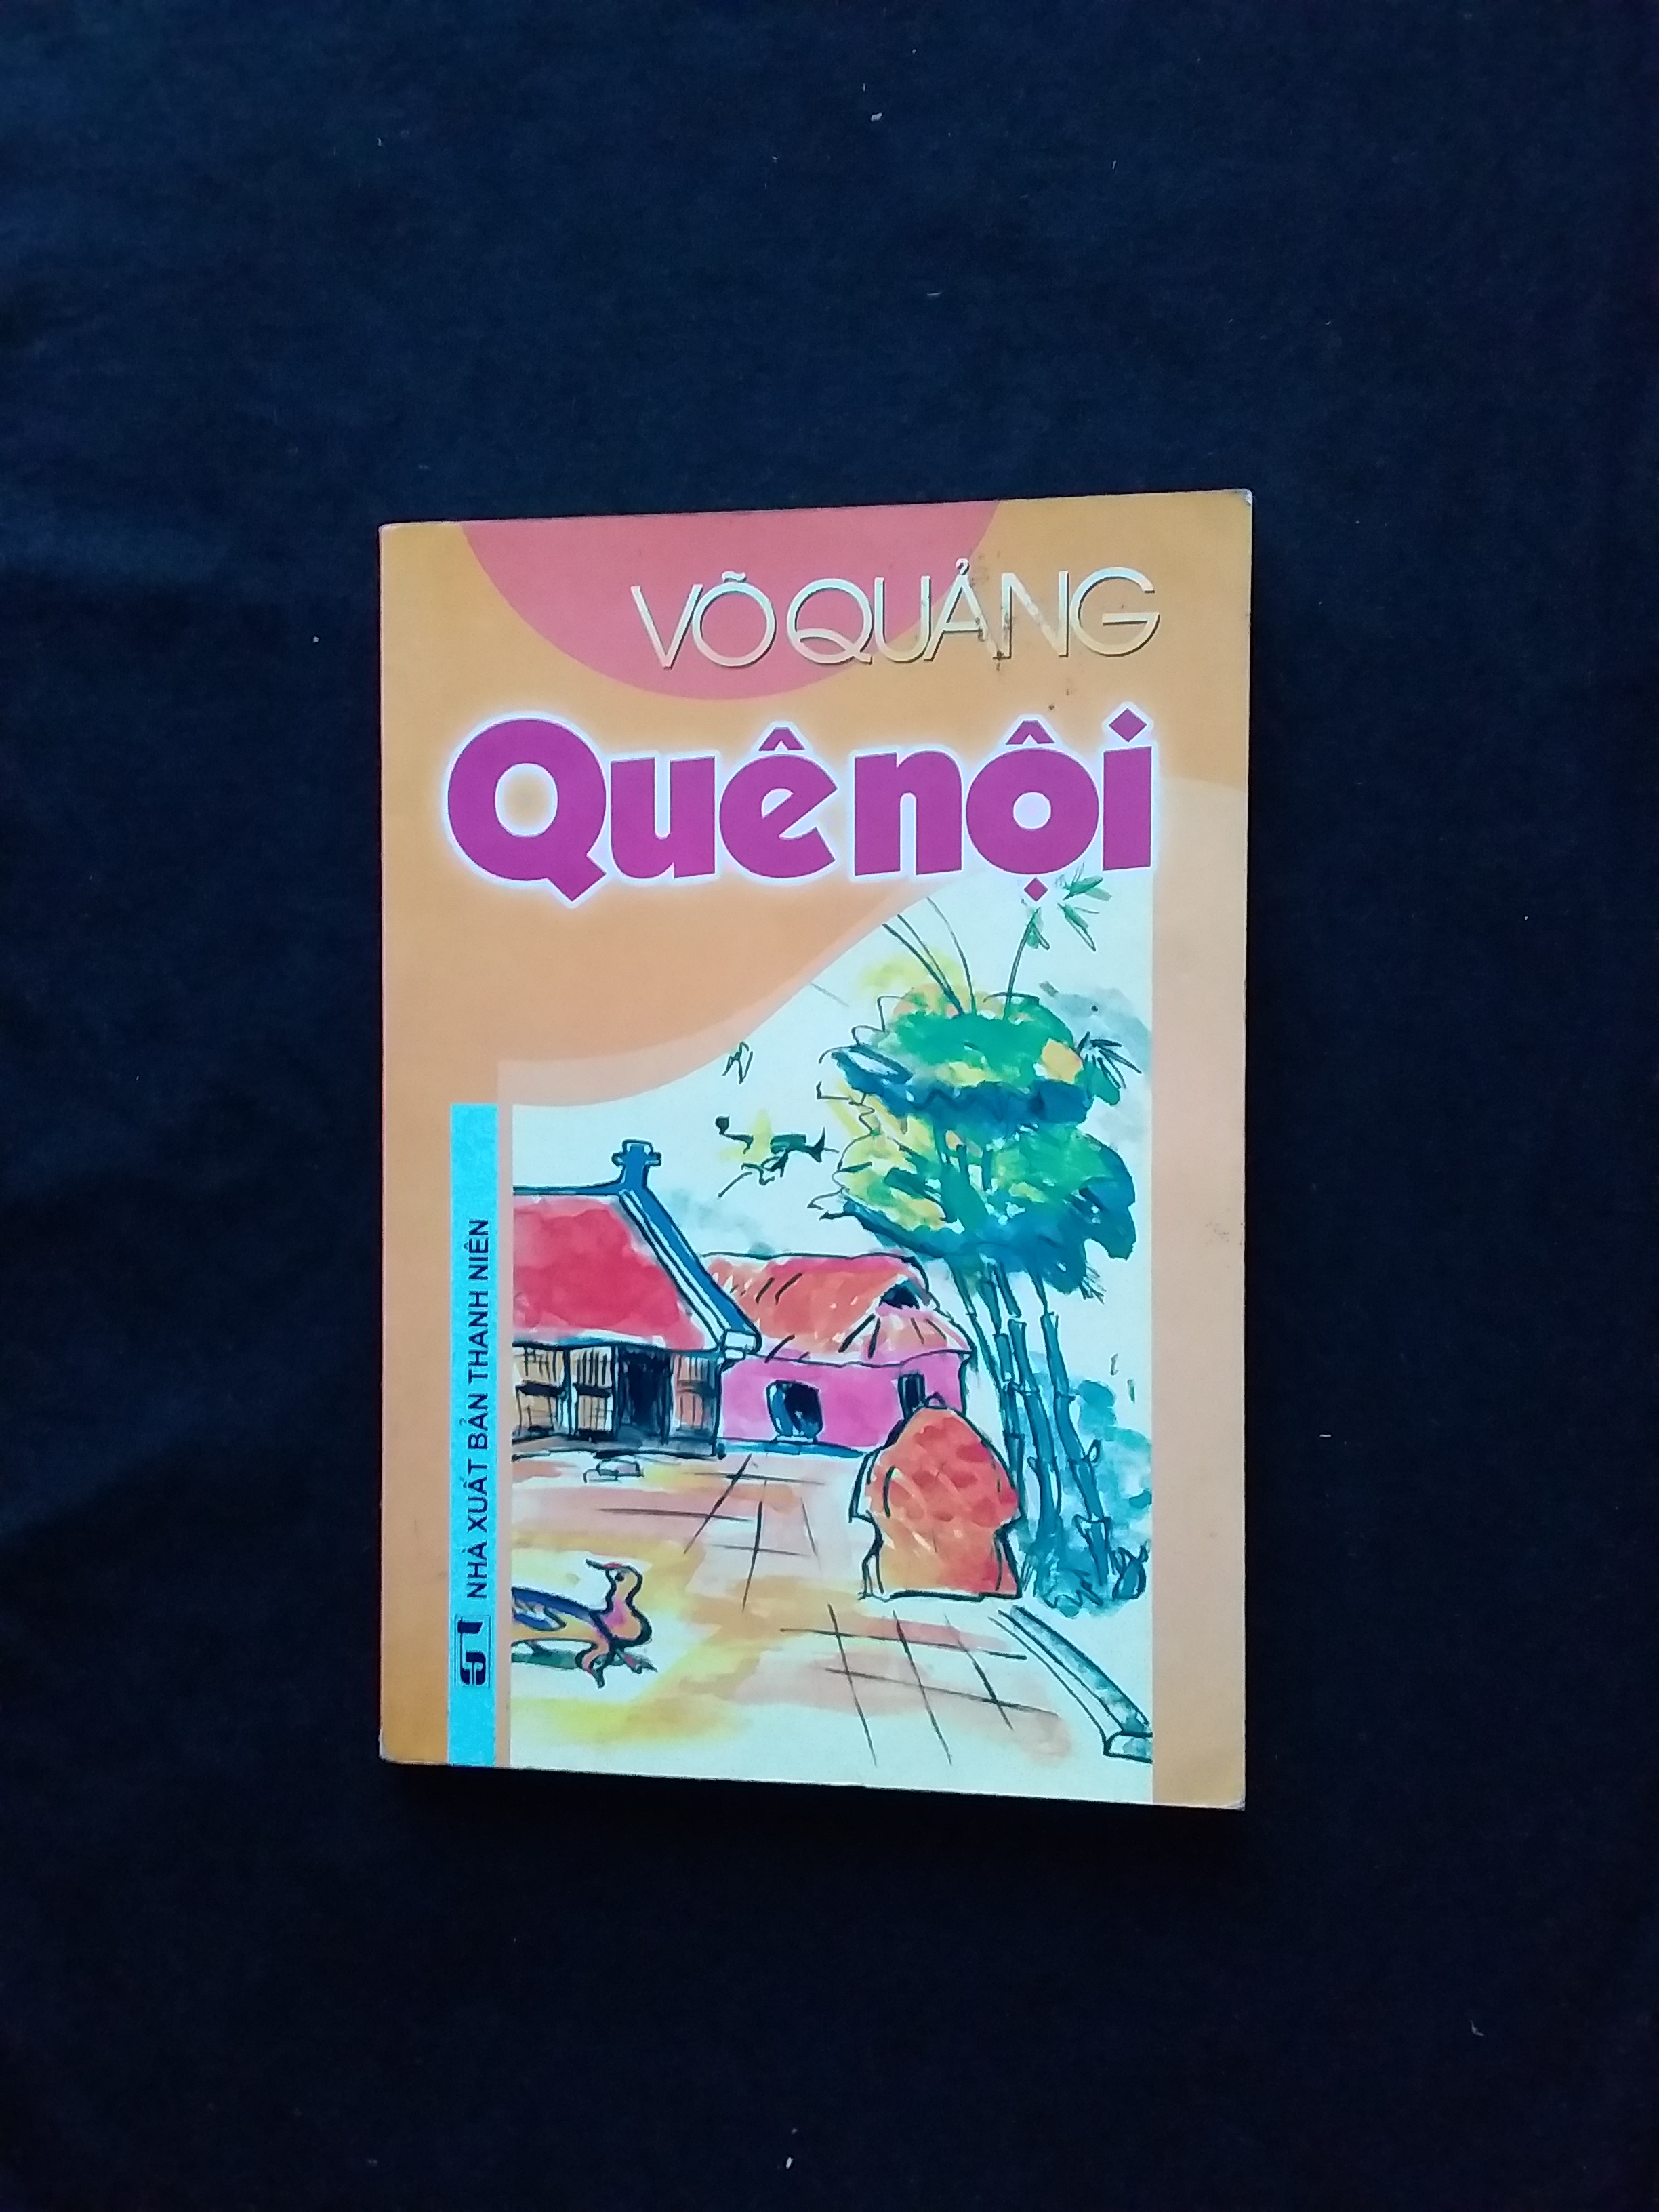 VÕ QUẢNG
Quê nội
NHÀ XUẤT BẢN THANH NIÊN